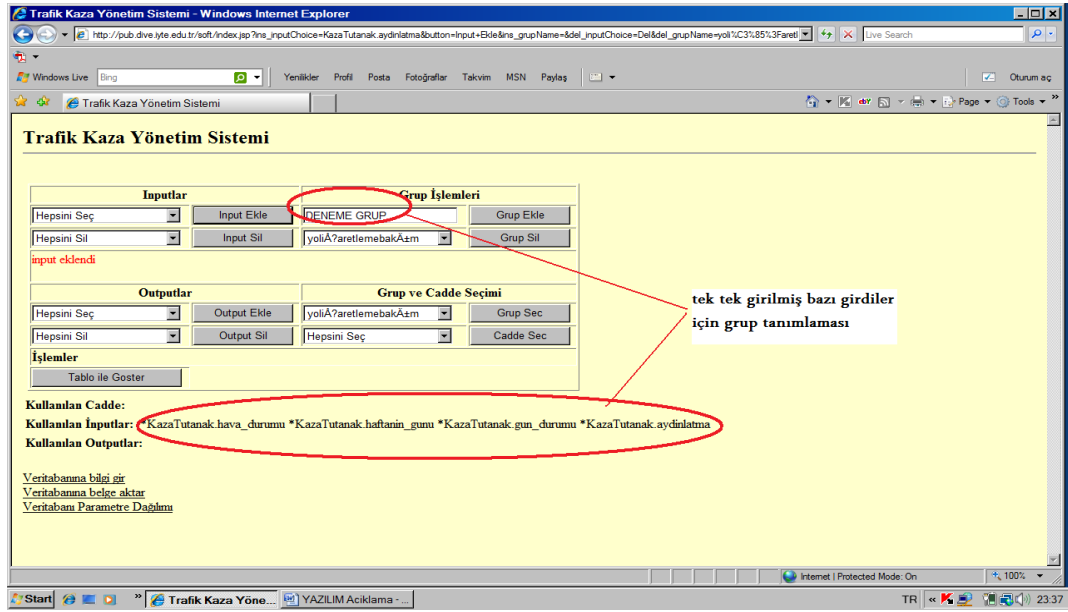 Trafik Kaza Yönetim Sistemi - Windows Internet Explorer
http://pub.dive.iyte.edu.tr/soft/index.jsp?ins_inputChoice=KazaTutanak.aydinlatma&button=Input+Ekle&ins_grupName=&del_inputChoice=Del&del_grupName=yoli%C3%85%3Faretl
Live Search
Windows Live Bing Yenilikler Profil Posta Fotoğraflar Takvim MSN Paylaş Oturum aç
Trafik Kaza Yönetim Sistemi Page Tools
Trafik Kaza Yönetim Sistemi
Inputlar Grup İşlemleri
Hepsini Seç Input Ekle DENEME GRUP Grup Ekle
Hepsini Sil Input Sil yoliÅ?aretlemebakÄ±m Grup Sil
input eklendi
Outputlar Grup ve Cadde Seçimi
Hepsini Seç Output Ekle yoliÅ?aretlemebakÄ±m Grup Sec
Hepsini Sil Output Sil Hepsini Seç Cadde Sec
İşlemler
Tablo ile Goster
tek tek girilmiş bazı girdiler
için grup tanımlaması
Kullanılan Cadde:
Kullanılan İnputlar: *KazaTutanak.hava_durumu *KazaTutanak.haftanin_gunu *KazaTutanak.gun_durumu *KazaTutanak.aydinlatma
Kullanılan Outputlar:
Veritabanına bilgi gir
Veritabanına belge aktar
Veritabanı Parametre Dağılımı
Internet | Protected Mode: On 100%
Start Trafik Kaza Yöne... YAZILIM Aciklama - ... TR 23:37